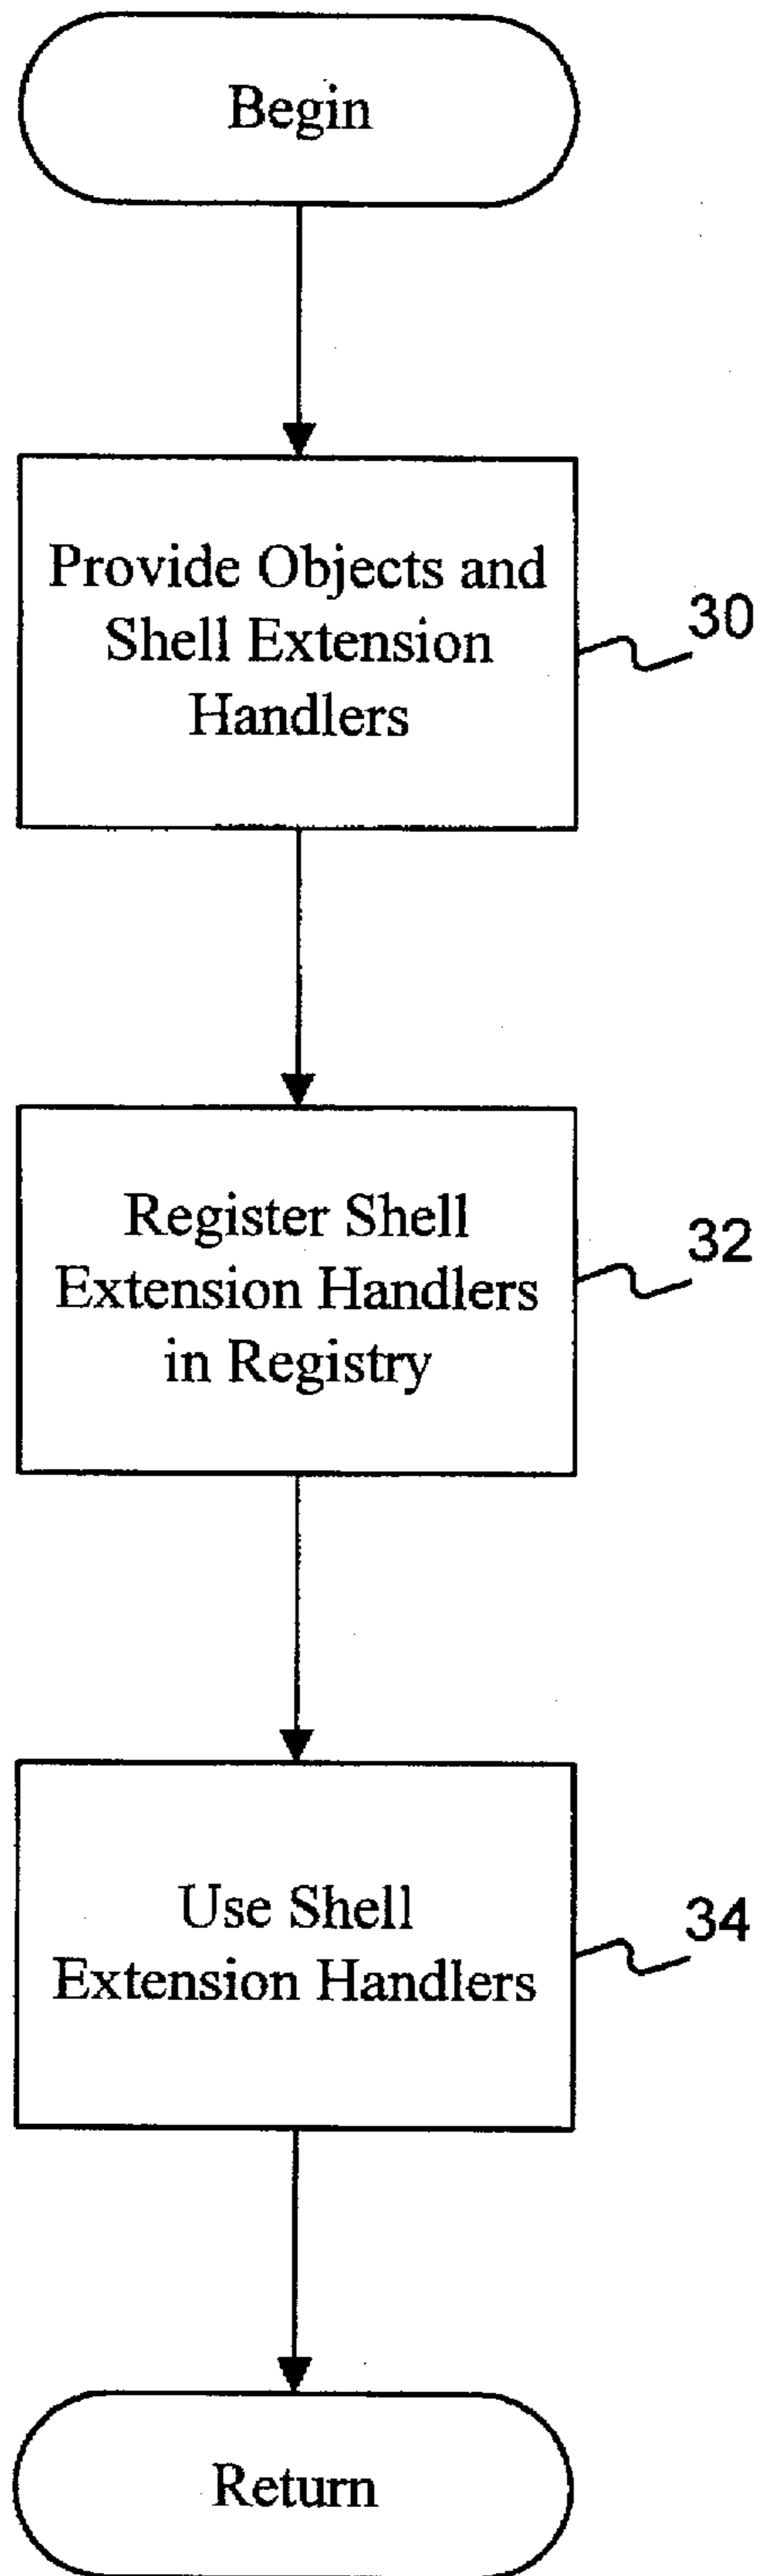 Begin
Provide Objects and
Shell Extension
Handlers
30
Register Shell
Extension Handlers
in Registry
32
Use Shell
Extension Handlers
34
Return